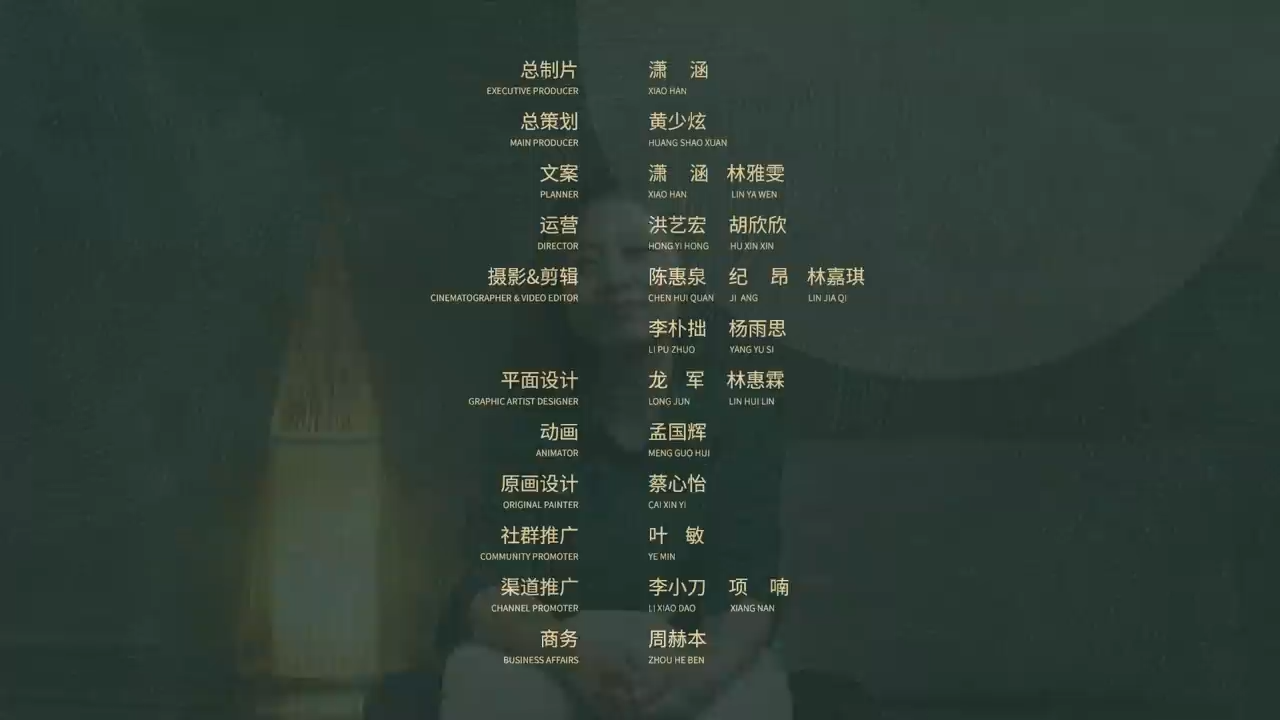 总制片 潇 涵
EXECUTIVE PRODUCER XIAO HAN
总策划 黄少炫
MAIN PRODUCER HUANG SHAO XUAN
文案 潇 涵 林雅雯
PLANNER XIAO HAN LIN YA WEN
运营 洪艺宏 胡欣欣
DIRECTOR HONG YI HONG HU XIN XIN
摄影&剪辑 陈惠泉 纪 昂 林嘉琪
CINEMATOGRAPHER & VIDEO EDITOR CHEN HUI QUAN JI ANG LIN JIA QI
李朴拙 杨雨思
LI PU ZHUO YANG YU SI
平面设计 龙 军 林惠霖
GRAPHIC ARTIST DESIGNER LONG JUN LIN HUI LIN
动画 孟国辉
ANIMATOR MENG GUO HUI
原画设计 蔡心怡
ORIGINAL PAINTER CAI XIN YI
社群推广 叶 敏
COMMUNITY PROMOTER YE MIN
渠道推广 李小刀 项 喃
CHANNEL PROMOTER LI XIAO DAO XIANG NAN
商务 周赫本
BUSINESS AFFAIRS ZHOU HE BEN